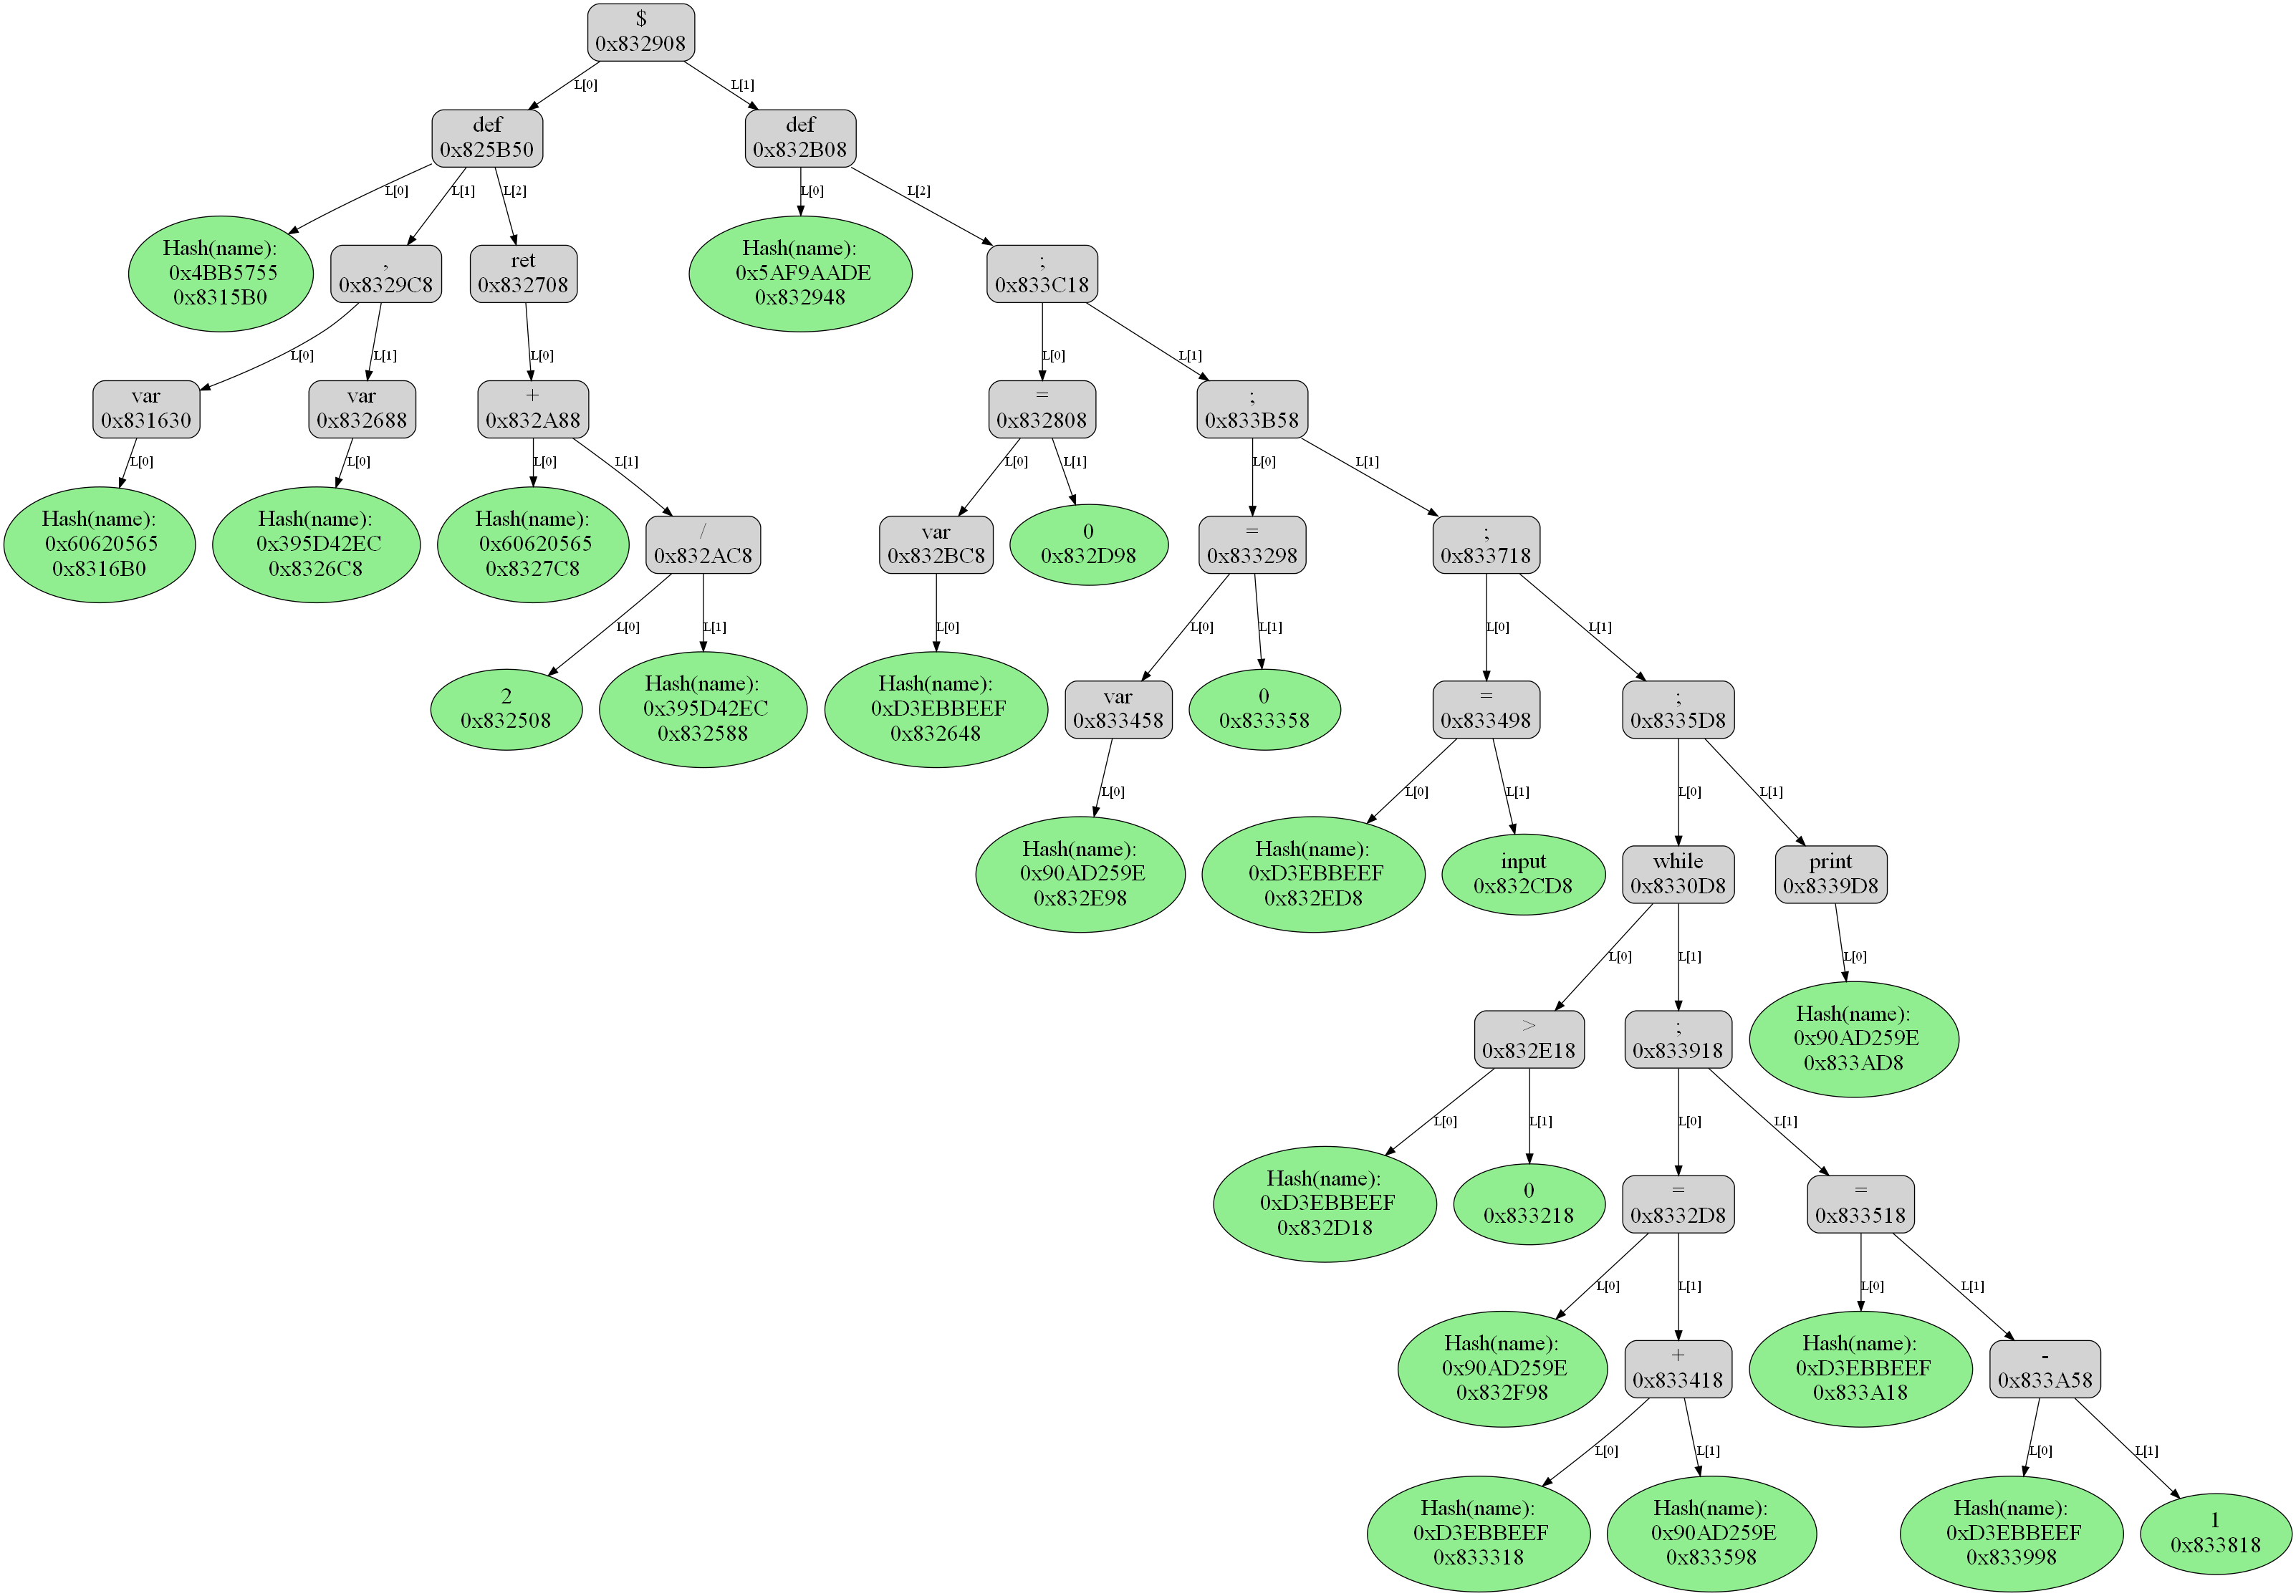 $
0x832908
L[0]
L[1]
def
0x825B50
def
0x832B08
L[0]
L[1]
L[2]
L[0]
L[2]
Hash(name):
0x4BB5755
0x8315B0
,
0x8329C8
ret
0x832708
Hash(name):
0x5AF9AADE
0x832948
;
0x833C18
L[0]
L[1]
L[0]
L[0]
L[1]
var
0x831630
var
0x832688
+
0x832A88
=
0x832808
;
0x833B58
L[0]
L[0]
L[0]
L[1]
L[0]
L[1]
L[0]
L[1]
Hash(name):
0x60620565
0x8316B0
Hash(name):
0x395D42EC
0x8326C8
Hash(name):
0x60620565
0x8327C8
/
0x832AC8
var
0x832BC8
0
0x832D98
=
0x833298
;
0x833718
L[0]
L[1]
L[0]
L[0]
L[1]
L[0]
L[1]
2
0x832508
Hash(name):
0x395D42EC
0x832588
Hash(name):
0xD3EBBEEF
0x832648
var
0x833458
0
0x833358
=
0x833498
;
0x8335D8
L[0]
L[0]
L[1]
L[0]
L[1]
Hash(name):
0x90AD259E
0x832E98
Hash(name):
0xD3EBBEEF
0x832ED8
input
0x832CD8
while
0x8330D8
print
0x8339D8
L[0]
L[1]
L[0]
>
0x832E18
;
0x833918
Hash(name):
0x90AD259E
0x833AD8
L[0]
L[1]
L[0]
L[1]
Hash(name):
0xD3EBBEEF
0x832D18
0
0x833218
=
0x8332D8
=
0x833518
L[0]
L[1]
L[0]
L[1]
Hash(name):
0x90AD259E
0x832F98
+
0x833418
Hash(name):
0xD3EBBEEF
0x833A18
-
0x833A58
L[0]
L[1]
L[0]
L[1]
Hash(name):
0xD3EBBEEF
0x833318
Hash(name):
0x90AD259E
0x833598
Hash(name):
0xD3EBBEEF
0x833998
1
0x833818